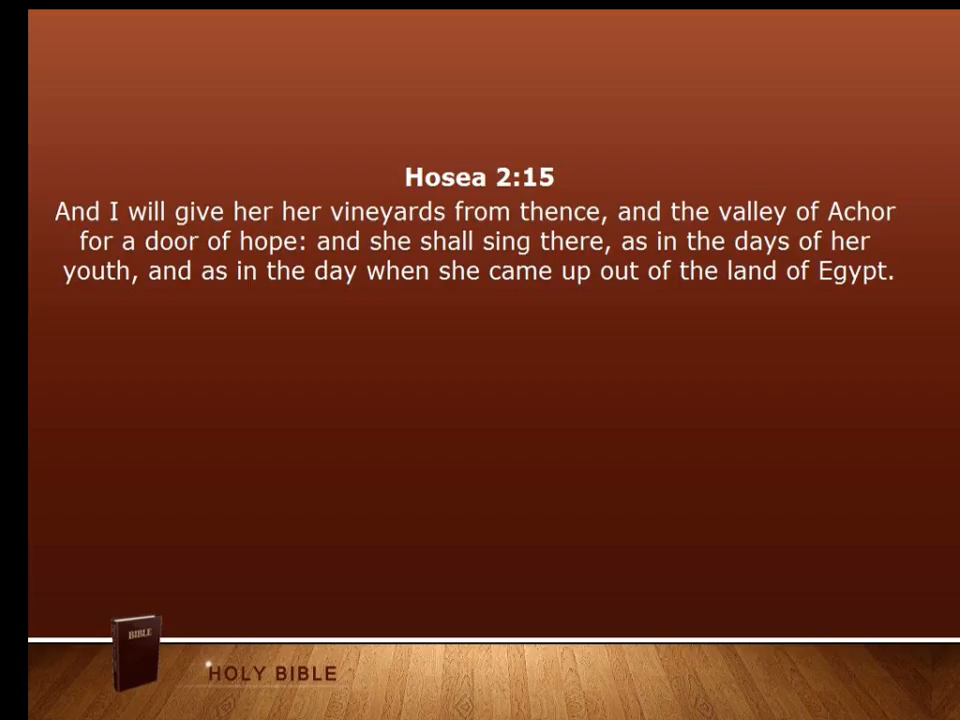 Hosea 2:15
And I will give her her vineyards from thence, and the valley of Achor
for a door of hope: and she shall sing there, as in the days of her
youth, and as in the day when she came up out of the land of Egypt.
BIBLE
HOLY BIBLE